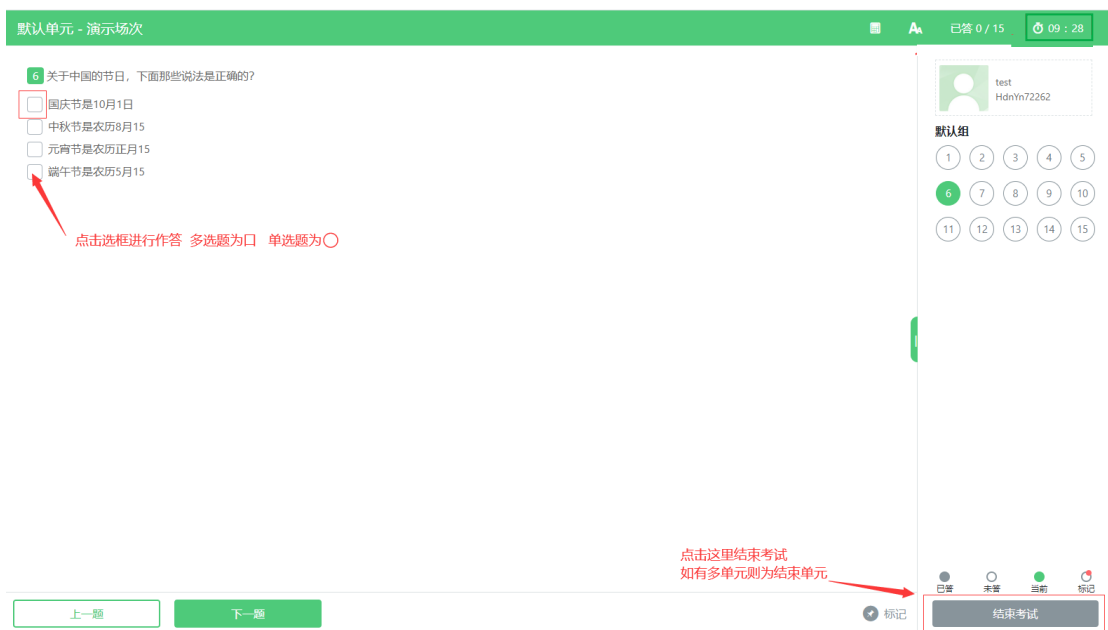 默认单元 - 演示场次
已答 0 / 15
09 : 28
6 关于中国的节日，下面那些说法是正确的?
国庆节是10月1日
中秋节是农历8月15
元宵节是农历正月15
端午节是农历5月15
点击选框进行作答 多选题为口 单选题为〇
test
HdnYn72262
默认组
1 2 3 4 5
6 7 8 9 10
11 12 13 14 15
点击这里结束考试
如有多单元则为结束单元
已答 未答 当前 标记
上一题 下一题 标记 结束考试